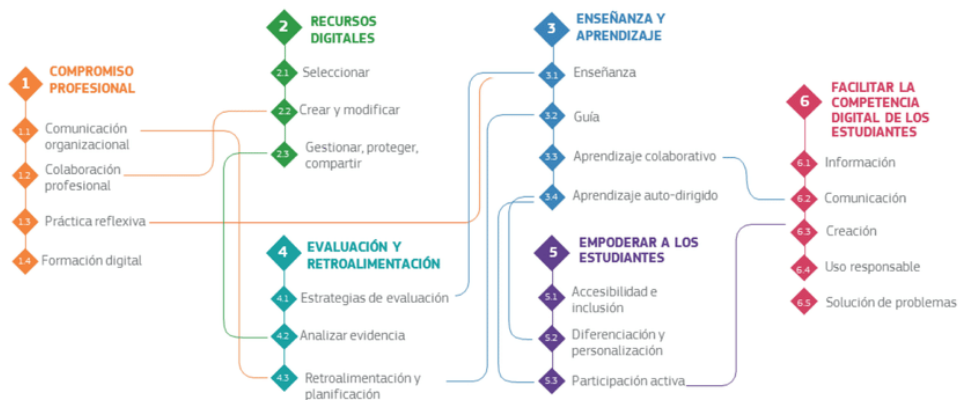 1
COMPROMISO
PROFESIONAL
1.1
Comunicación
organizacional
1.2
Colaboración
profesional
1.3
Práctica reflexiva
1.4
Formación digital
2
RECURSOS
DIGITALES
2.1
Seleccionar
2.2
Crear y modificar
2.3
Gestionar, proteger,
compartir
3
ENSEÑANZA Y
APRENDIZAJE
3.1
Enseñanza
3.2
Guía
3.3
Aprendizaje colaborativo
3.4
Aprendizaje auto-dirigido
4
EVALUACIÓN Y
RETROALIMENTACIÓN
4.1
Estrategias de evaluación
4.2
Analizar evidencia
4.3
Retroalimentación y
planificación
5
EMPODERAR A LOS
ESTUDIANTES
5.1
Accesibilidad e
inclusión
5.2
Diferenciación y
personalización
5.3
Participación activa
6
FACILITAR LA
COMPETENCIA
DIGITAL DE LOS
ESTUDIANTES
6.1
Información
6.2
Comunicación
6.3
Creación
6.4
Uso responsable
6.5
Solución de problemas